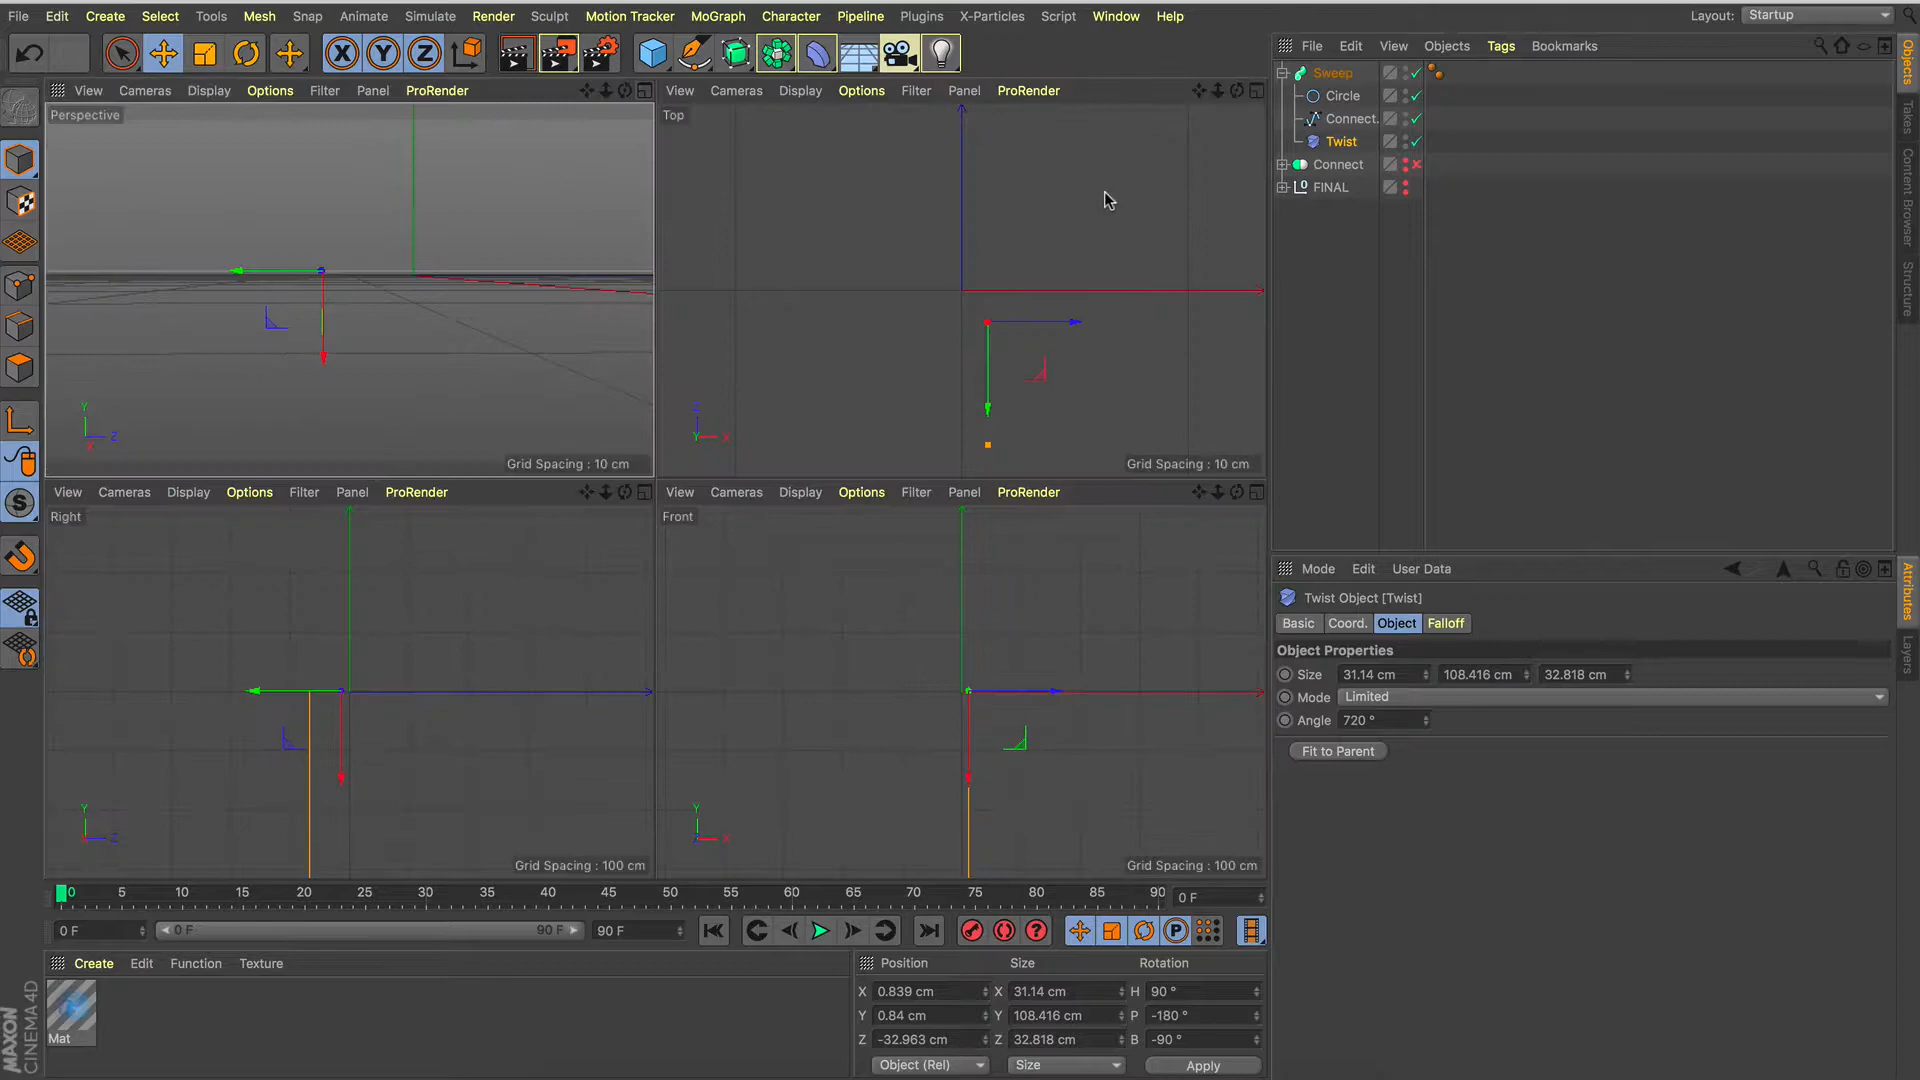 File Edit Create Select Tools Mesh Snap Animate Simulate Render Sculpt Motion Tracker MoGraph Character Pipeline Plugins X-Particles Script Window Help Layout: Startup
X Y Z
File Edit View Objects Tags Bookmarks
Sweep
Circle
Connect.
Twist
Connect
FINAL
Objects
Takes
Content Browser
Structure
View Cameras Display Options Filter Panel ProRender
Perspective
Y
Z
X
Grid Spacing : 10 cm
View Cameras Display Options Filter Panel ProRender
Top
Z
Y
X
Grid Spacing : 10 cm
View Cameras Display Options Filter Panel ProRender
Right
Y
Z
Grid Spacing : 100 cm
View Cameras Display Options Filter Panel ProRender
Front
Y
X
Grid Spacing : 100 cm
Mode Edit User Data
Twist Object [Twist]
Basic Coord. Object Falloff
Object Properties
Size 31.14 cm 108.416 cm 32.818 cm
Mode Limited
Angle 720 °
Fit to Parent
Attributes
Layers
0 5 10 15 20 25 30 35 40 45 50 55 60 65 70 75 80 85 90 0 F
0 F 0 F 90 F 90 F
Create Edit Function Texture
Mat
Position Size Rotation
X 0.839 cm X 31.14 cm H 90 °
Y 0.84 cm Y 108.416 cm P -180 °
Z -32.963 cm Z 32.818 cm B -90 °
Object (Rel) Size Apply
MAXON
CINEMA 4D